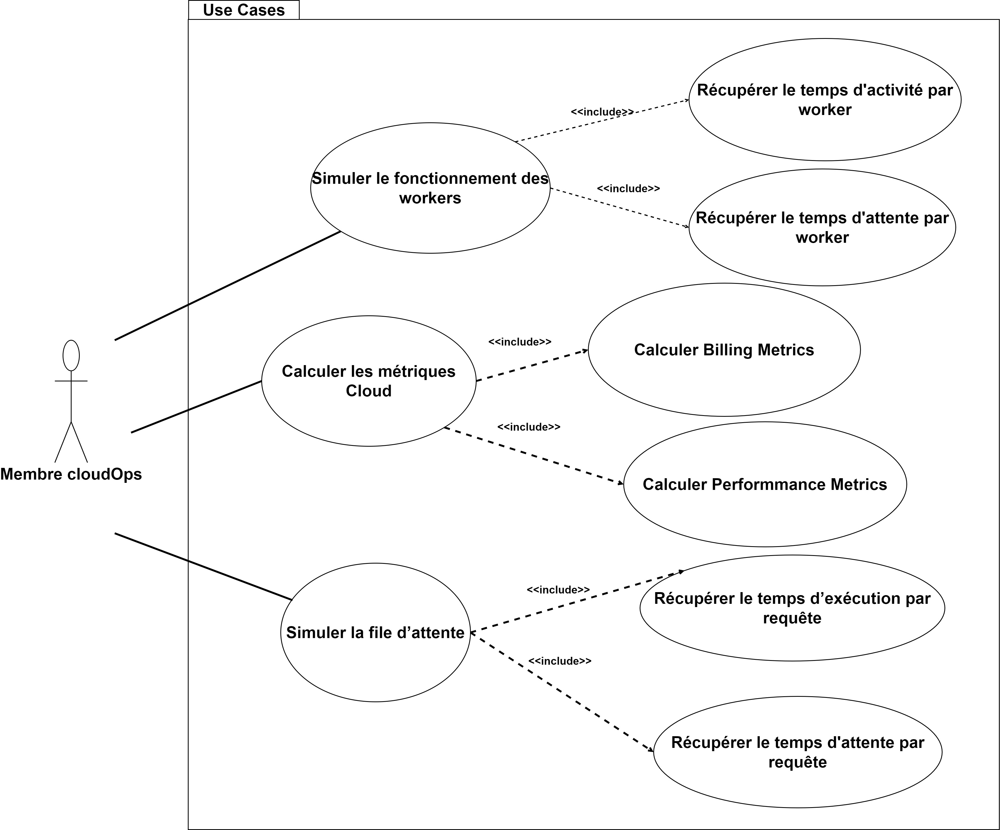 Use Cases
Récupérer le temps d'activité par
worker
<<include>>
Simuler le fonctionnement des
workers
<<include>>
Récupérer le temps d'attente par
worker
<<include>>
Calculer Billing Metrics
Calculer les métriques
Cloud
<<include>>
Membre cloudOps
Calculer Performmance Metrics
<<include>>
Récupérer le temps d’exécution par
requête
Simuler la file d’attente
<<include>>
Récupérer le temps d'attente par
requête